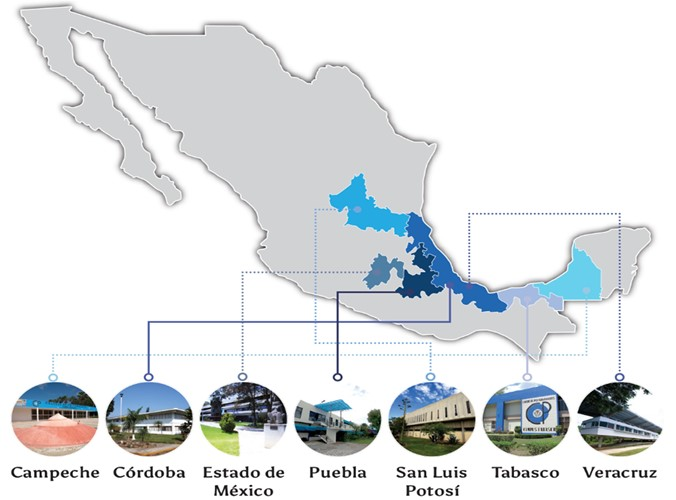 Campeche
Córdoba
Estado de
México
Puebla
San Luis
Potosí
Tabasco
Veracruz